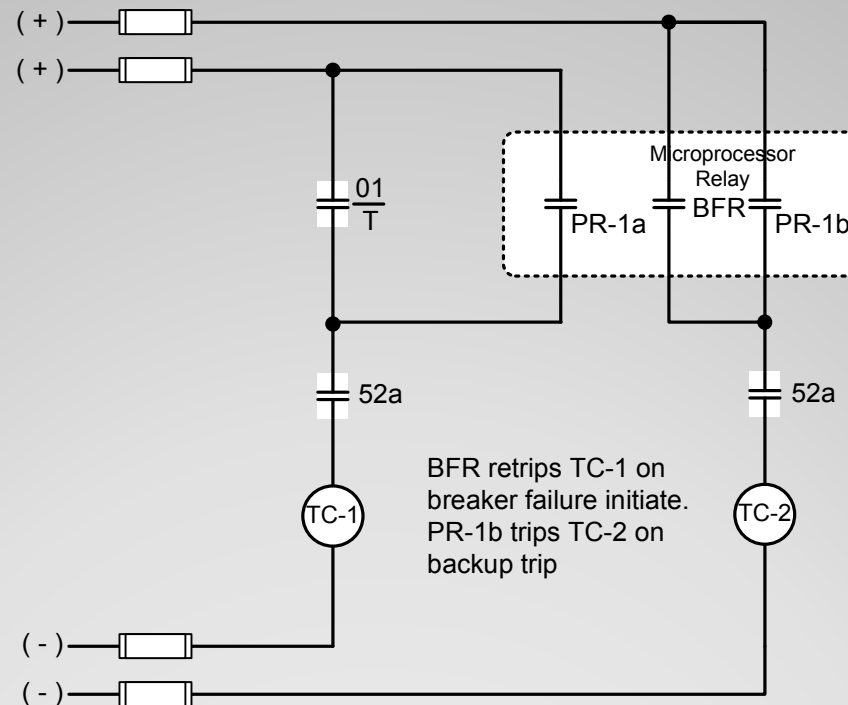 ( + )
( + )
Microprocessor
Relay
01
T
PR-1a
BFR
PR-1b
52a
52a
BFR retrips TC-1 on
breaker failure initiate.
PR-1b trips TC-2 on
backup trip
TC-1
TC-2
( - )
( - )